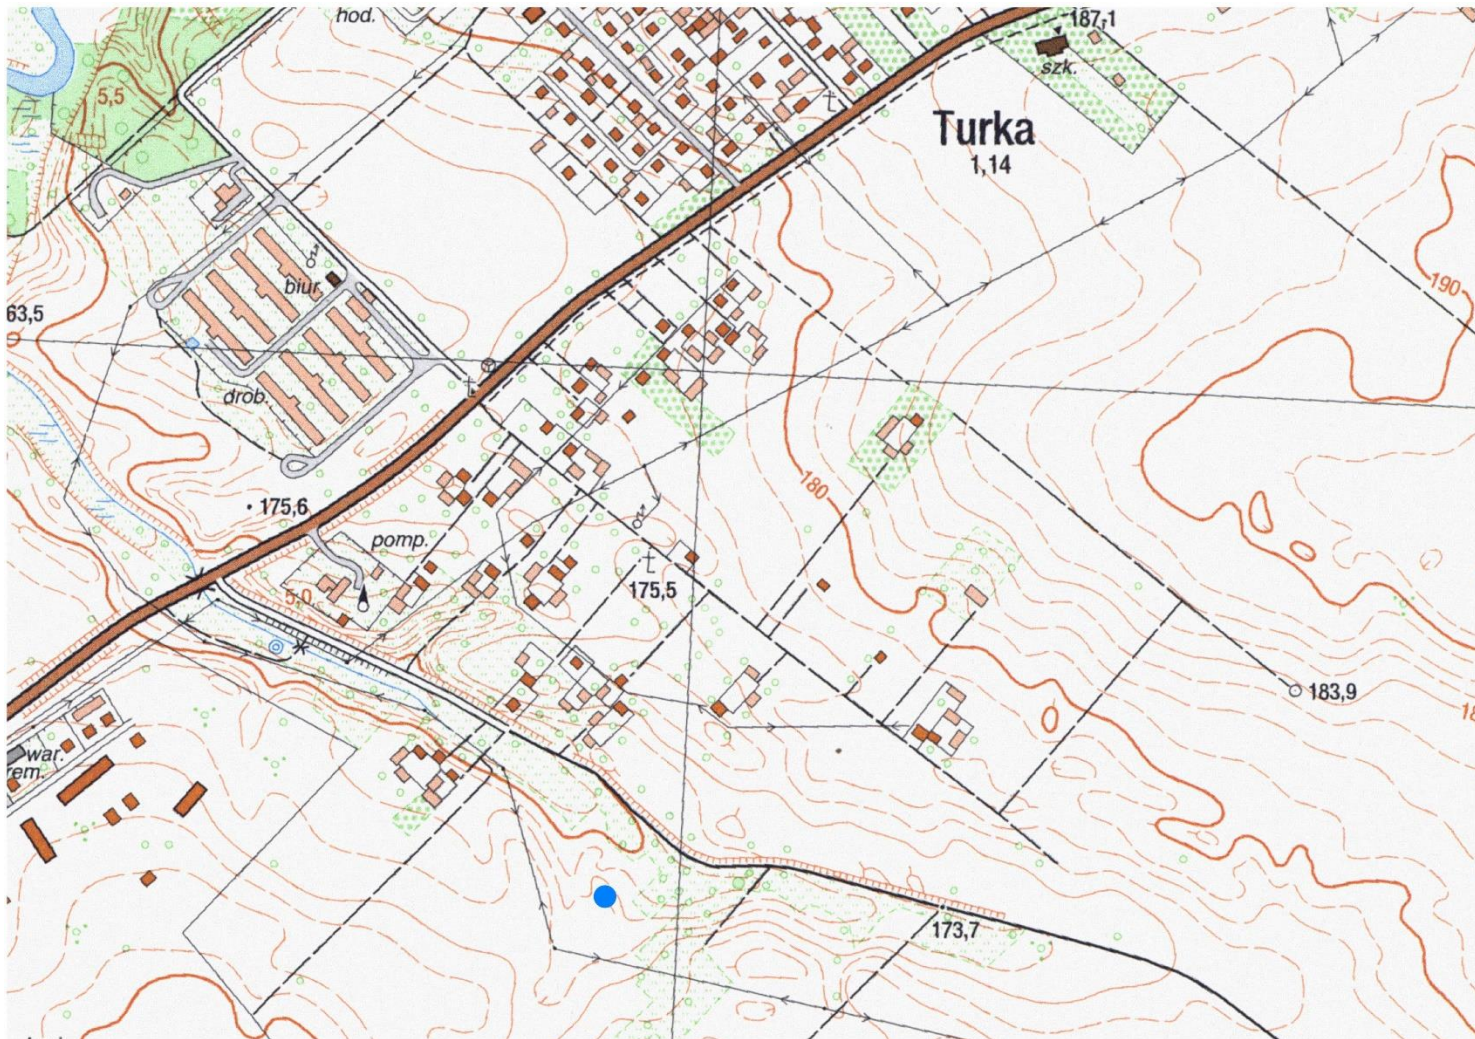 hod.
187,1
szk.
5,5
Turka
1,14
190
63,5
biur
drob.
180
175,6
pomp.
175,5
5,0
183,9
war.
rem.
173,7